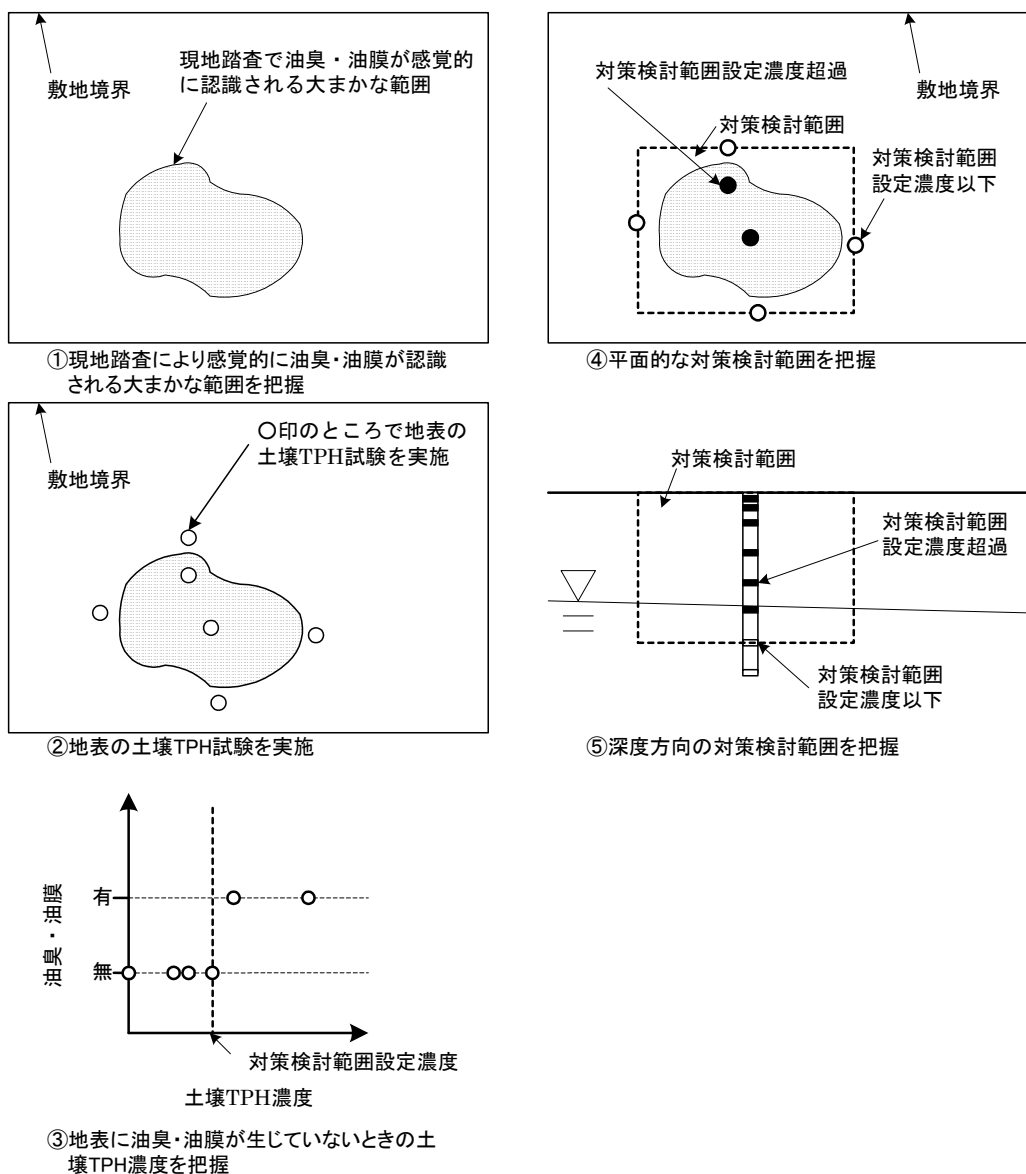 敷地境界
現地踏査で油臭・油膜が感覚的
に認識される大まかな範囲
①現地踏査により感覚的に油臭・油膜が認識
される大まかな範囲を把握
敷地境界
〇印のところで地表の
土壌TPH試験を実施
②地表の土壌TPH試験を実施
油臭・油膜
有
無
対策検討範囲設定濃度
土壌TPH濃度
③地表に油臭・油膜が生じていないときの土
壌TPH濃度を把握
対策検討範囲設定濃度超過
敷地境界
対策検討範囲
対策検討範囲
設定濃度以下
④平面的な対策検討範囲を把握
対策検討範囲
対策検討範囲
設定濃度超過
対策検討範囲
設定濃度以下
⑤深度方向の対策検討範囲を把握